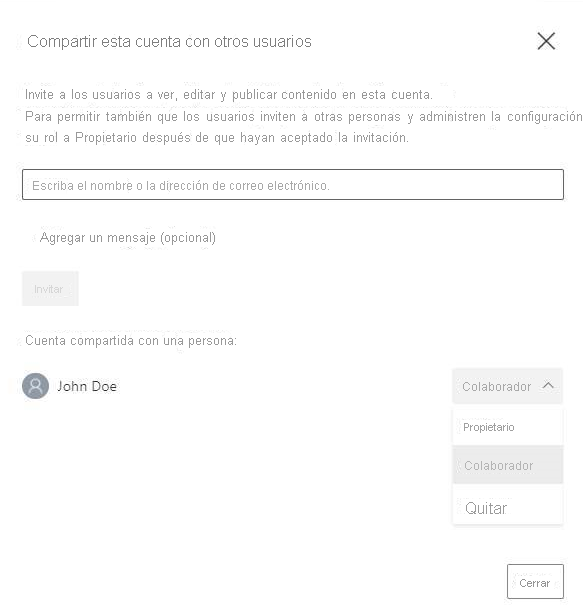 Compartir esta cuenta con otros usuarios
Invite a los usuarios a ver, editar y publicar contenido en esta cuenta.
Para permitir también que los usuarios inviten a otras personas y administren la configuración
su rol a Propietario después de que hayan aceptado la invitación.
Escriba el nombre o la dirección de correo electrónico.
Agregar un mensaje (opcional)
Invitar
Cuenta compartida con una persona:
John Doe
Colaborador
Propietario
Colaborador
Quitar
Cerrar